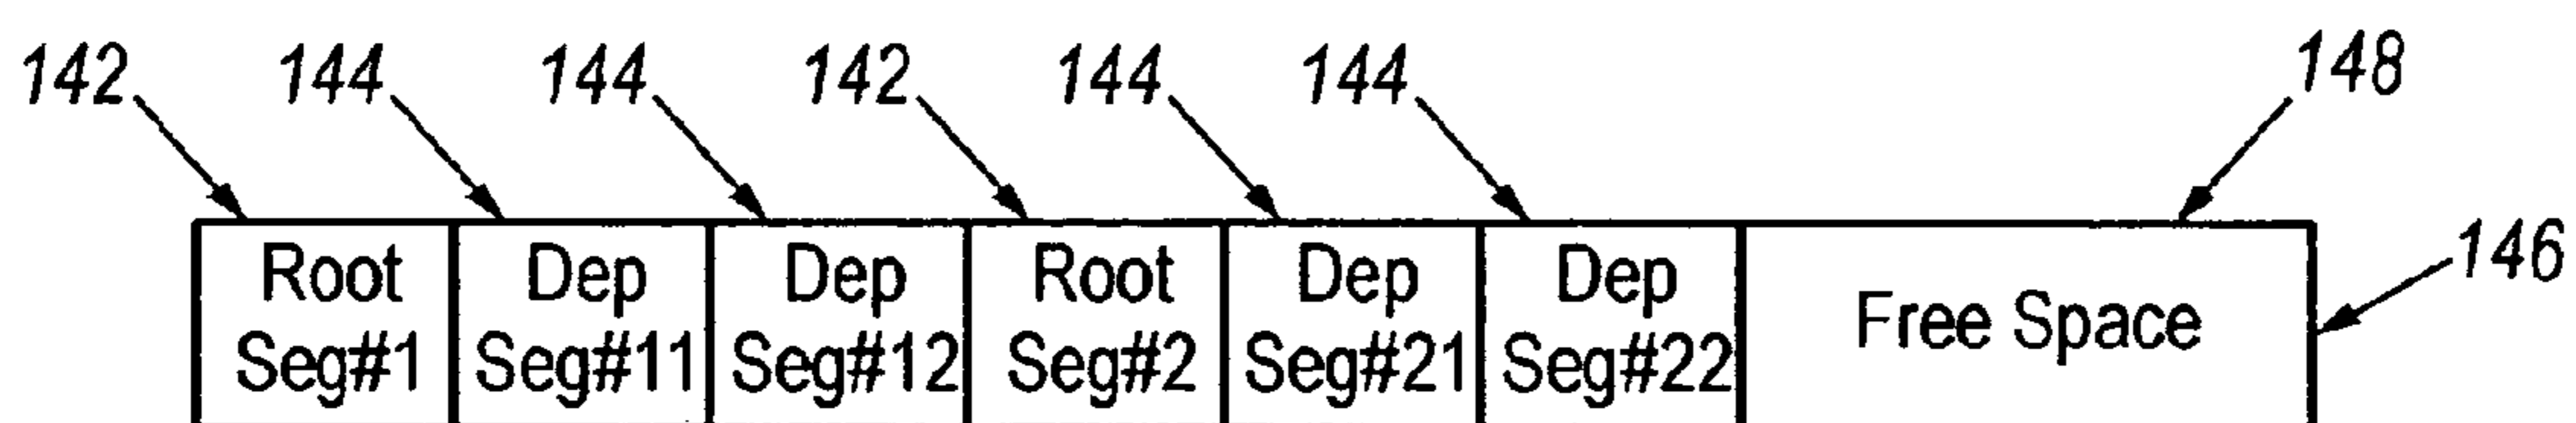 142 144 144 142 144 144 148
146
Root Dep Dep Root Dep Dep
Seg#1 Seg#11 Seg#12 Seg#2 Seg#21 Seg#22
Free Space